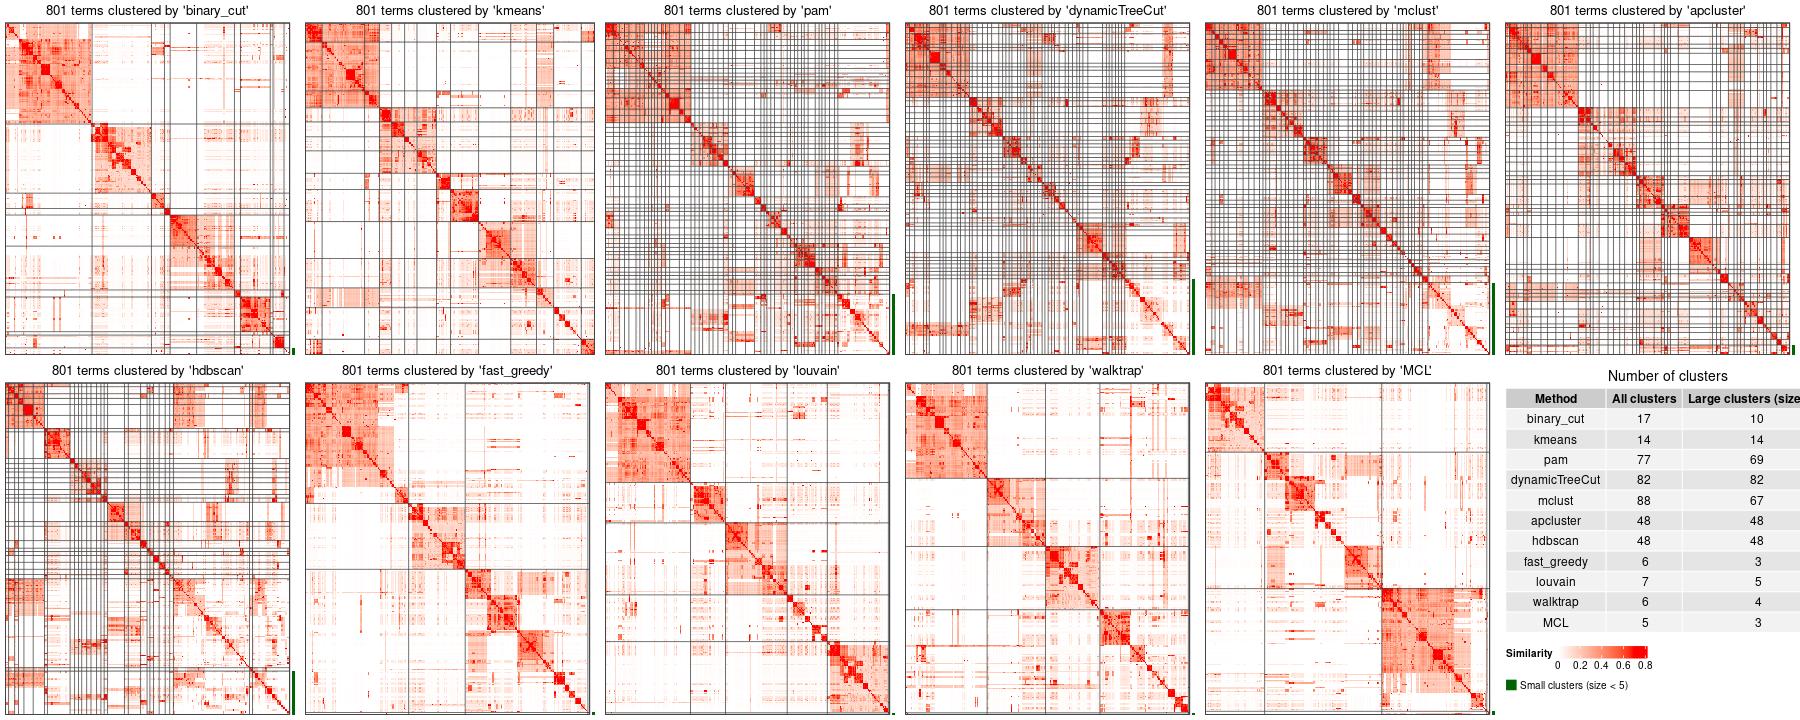 801 terms clustered by 'binary_cut'
801 terms clustered by 'kmeans'
801 terms clustered by 'pam'
801 terms clustered by 'dynamicTreeCut'
801 terms clustered by 'mclust'
801 terms clustered by 'apcluster'
801 terms clustered by 'hdbscan'
801 terms clustered by 'fast_greedy'
801 terms clustered by 'louvain'
801 terms clustered by 'walktrap'
801 terms clustered by 'MCL'
Number of clusters
Method All clusters Large clusters (size
binary_cut 17 10
kmeans 14 14
pam 77 69
dynamicTreeCut 82 82
mclust 88 67
apcluster 48 48
hdbscan 48 48
fast_greedy 6 3
louvain 7 5
walktrap 6 4
MCL 5 3
Similarity
0 0.2 0.4 0.6 0.8
Small clusters (size < 5)